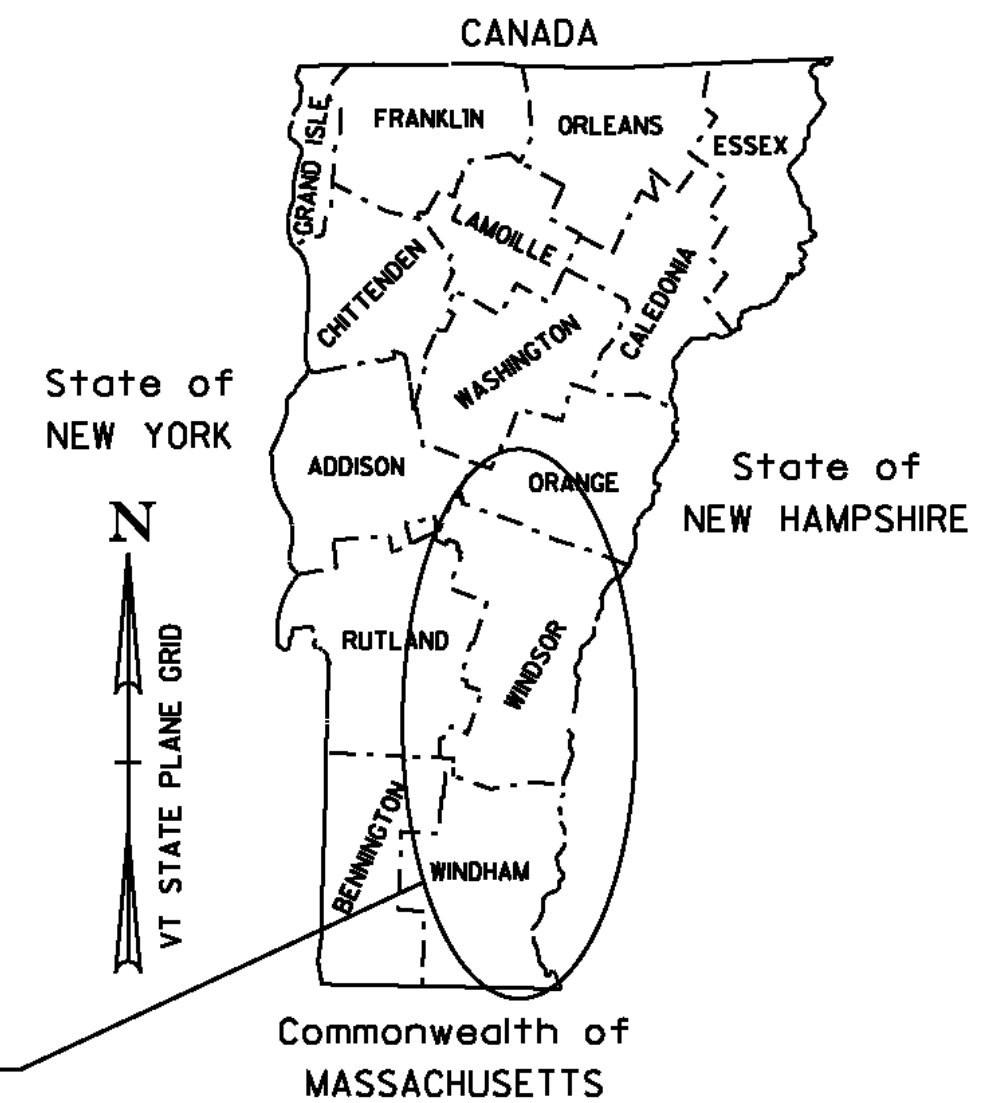 CANADA
GRAND ISLE
FRANKLIN
ORLEANS
ESSEX
LAMOILLE
CHITTENDEN
CALEDONIA
WASHINGTON
State of
NEW YORK
ADDISON
ORANGE
State of
NEW HAMPSHIRE
N
VT STATE PLANE GRID
RUTLAND
WINDSOR
BENNINGTON
WINDHAM
Commonwealth of
MASSACHUSETTS